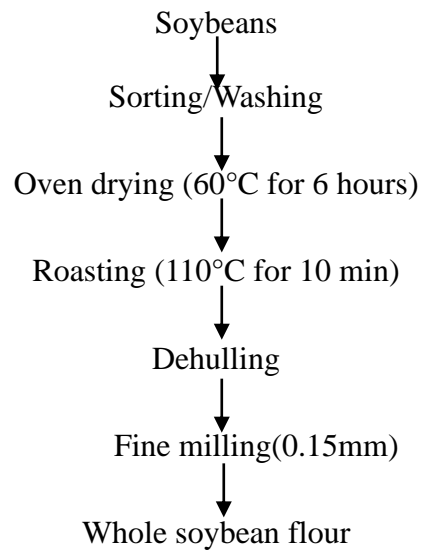 Soybeans
Sorting/Washing
Oven drying (60°C for 6 hours)
Roasting (110°C for 10 min)
Dehulling
Fine milling(0.15mm)
Whole soybean flour